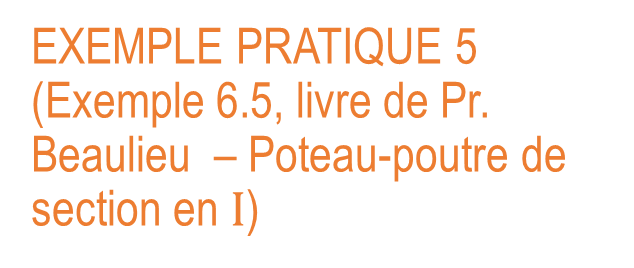 EXEMPLE PRATIQUE 5
(Exemple 6.5, livre de Pr.
Beaulieu – Poteau-poutre de
section en I)